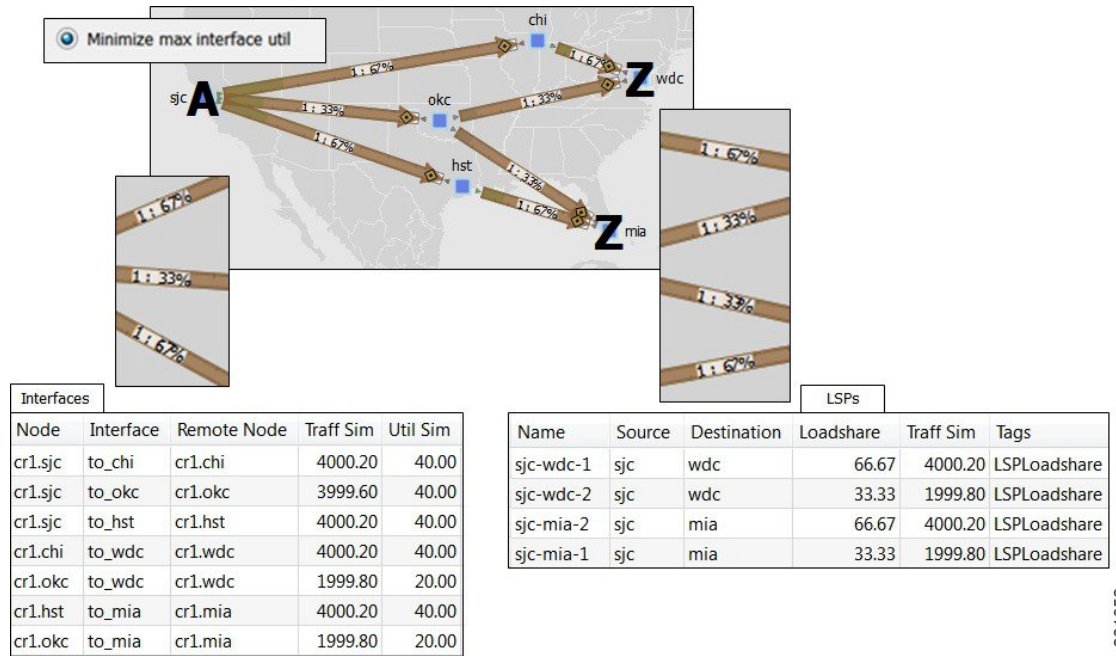 Minimize max interface util
chi
1 : 67%
1 : 67%
wdc
Z
sjc
A
okc
1 : 33%
1 : 33%
1 : 67%
hst
1 : 33%
1 : 67%
Z
mia
1 : 67%
1 : 33%
1 : 67%
1 : 67%
1 : 33%
1 : 33%
1 : 67%
Interfaces
Node Interface Remote Node Traff Sim Util Sim
cr1.sjc to_chi cr1.chi 4000.20 40.00
cr1.sjc to_okc cr1.okc 3999.60 40.00
cr1.sjc to_hst cr1.hst 4000.20 40.00
cr1.chi to_wdc cr1.wdc 4000.20 40.00
cr1.okc to_wdc cr1.wdc 1999.80 20.00
cr1.hst to_mia cr1.mia 4000.20 40.00
cr1.okc to_mia cr1.mia 1999.80 20.00
LSPs
Name Source Destination Loadshare Traff Sim Tags
sjc-wdc-1 sjc wdc 66.67 4000.20 LSPLoadshare
sjc-wdc-2 sjc wdc 33.33 1999.80 LSPLoadshare
sjc-mia-2 sjc mia 66.67 4000.20 LSPLoadshare
sjc-mia-1 sjc mia 33.33 1999.80 LSPLoadshare